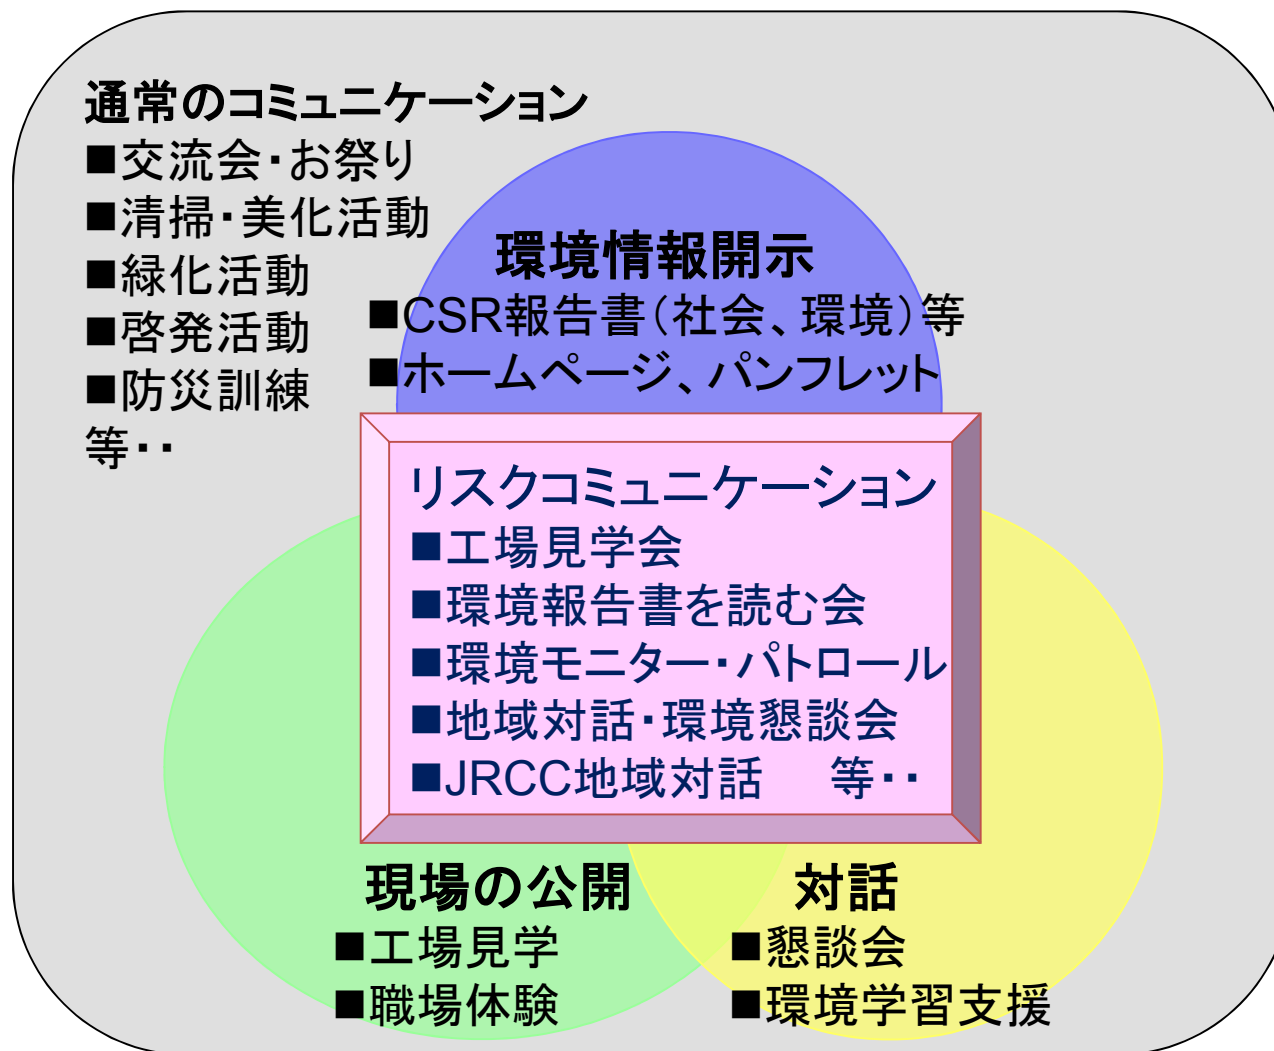 通常のコミュニケーション
■交流会・お祭り
■清掃・美化活動
■緑化活動
■啓発活動
■防災訓練
等・・
環境情報開示
■CSR報告書(社会、環境)等
■ホームページ、パンフレット
リスクコミュニケーション
■工場見学会
■環境報告書を読む会
■環境モニター・パトロール
■地域対話・環境懇談会
■JRCC地域対話　等・・
現場の公開
■工場見学
■職場体験
対話
■懇談会
■環境学習支援